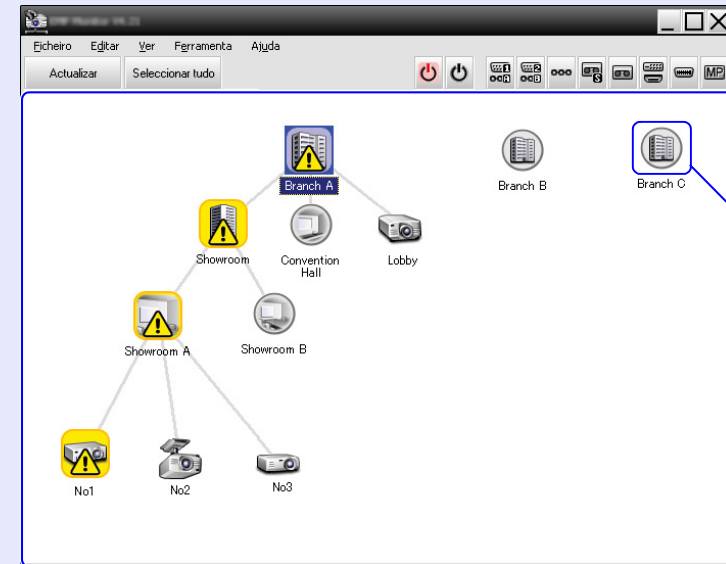 Ficheiro Editar Ver Ferramenta Ajuda
Actualizar Seleccionar tudo
MP
Branch A
Branch B
Branch C
Showroom
Convention
Hall
Lobby
Showroom A
Showroom B
No1
No2
No3